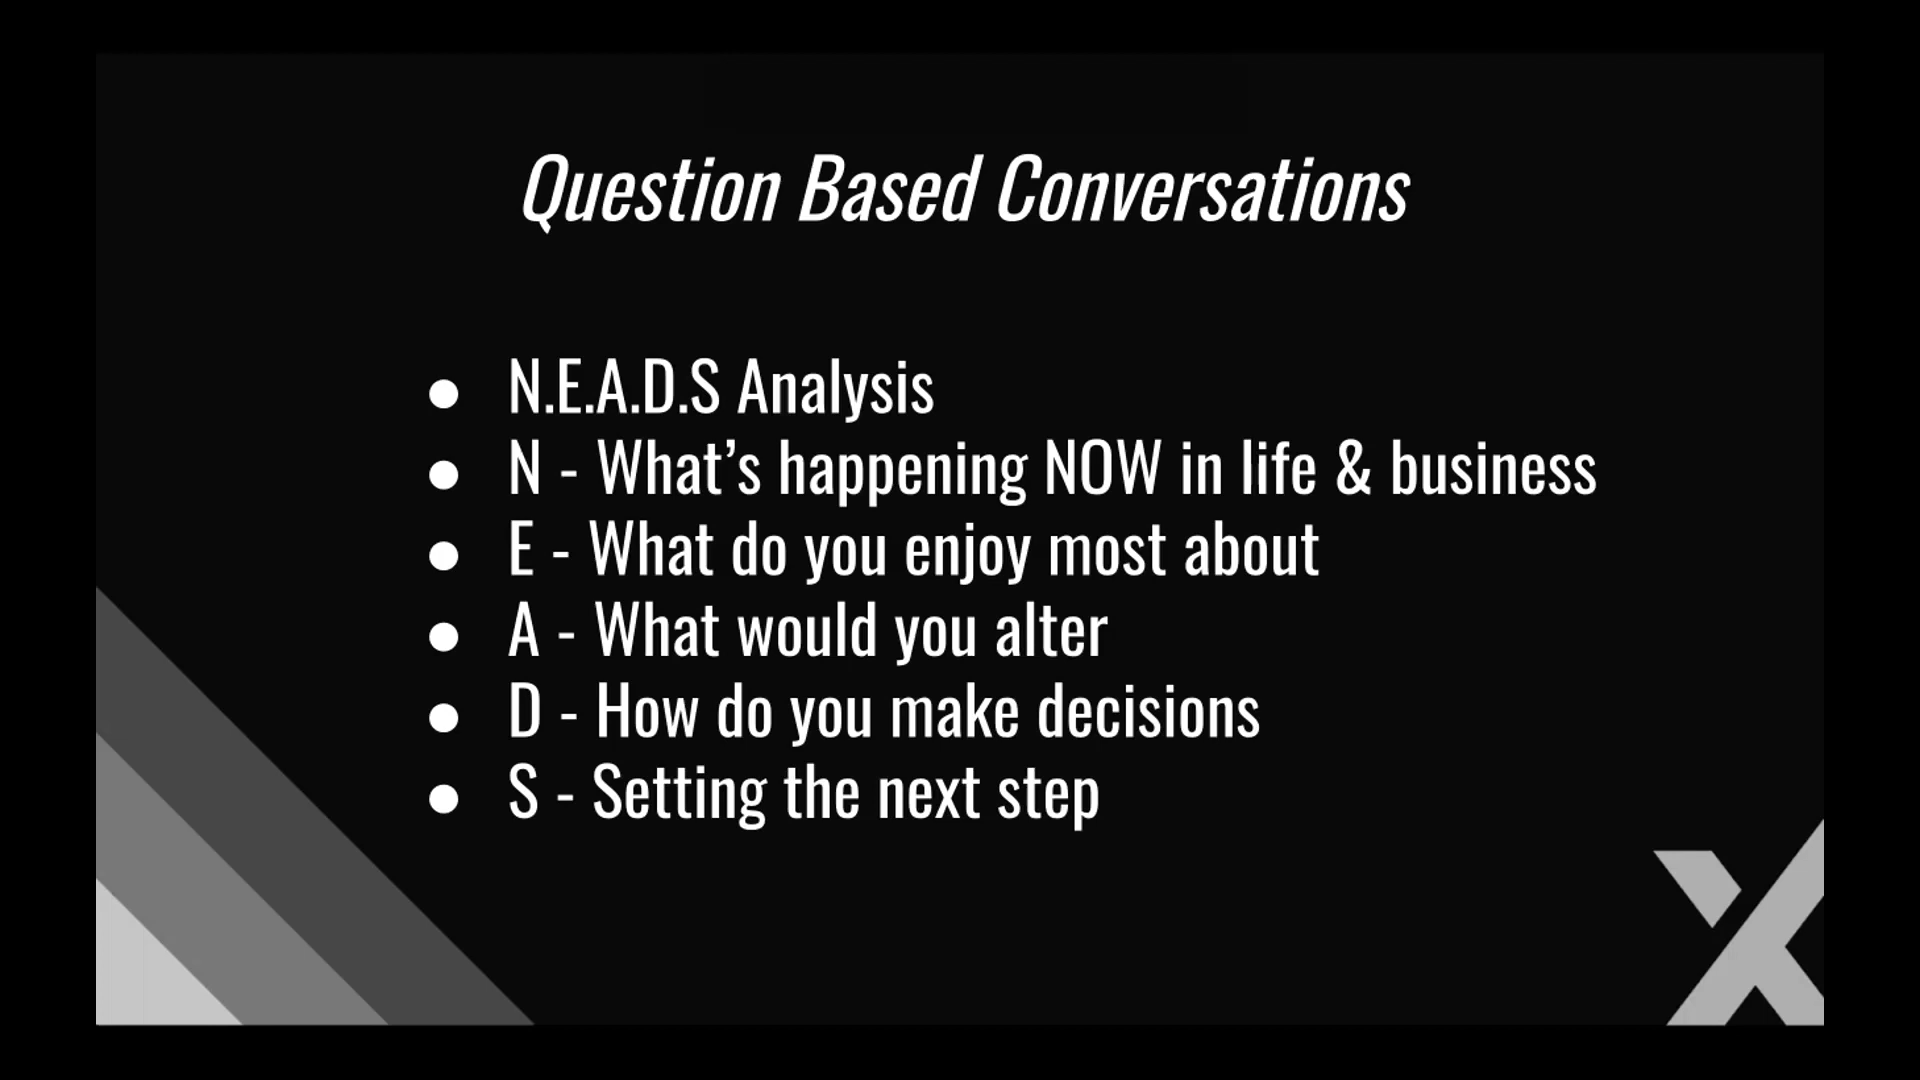 Question Based Conversations
● N.E.A.D.S Analysis
● N - What’s happening NOW in life & business
● E - What do you enjoy most about
● A - What would you alter
● D - How do you make decisions
● S - Setting the next step
X